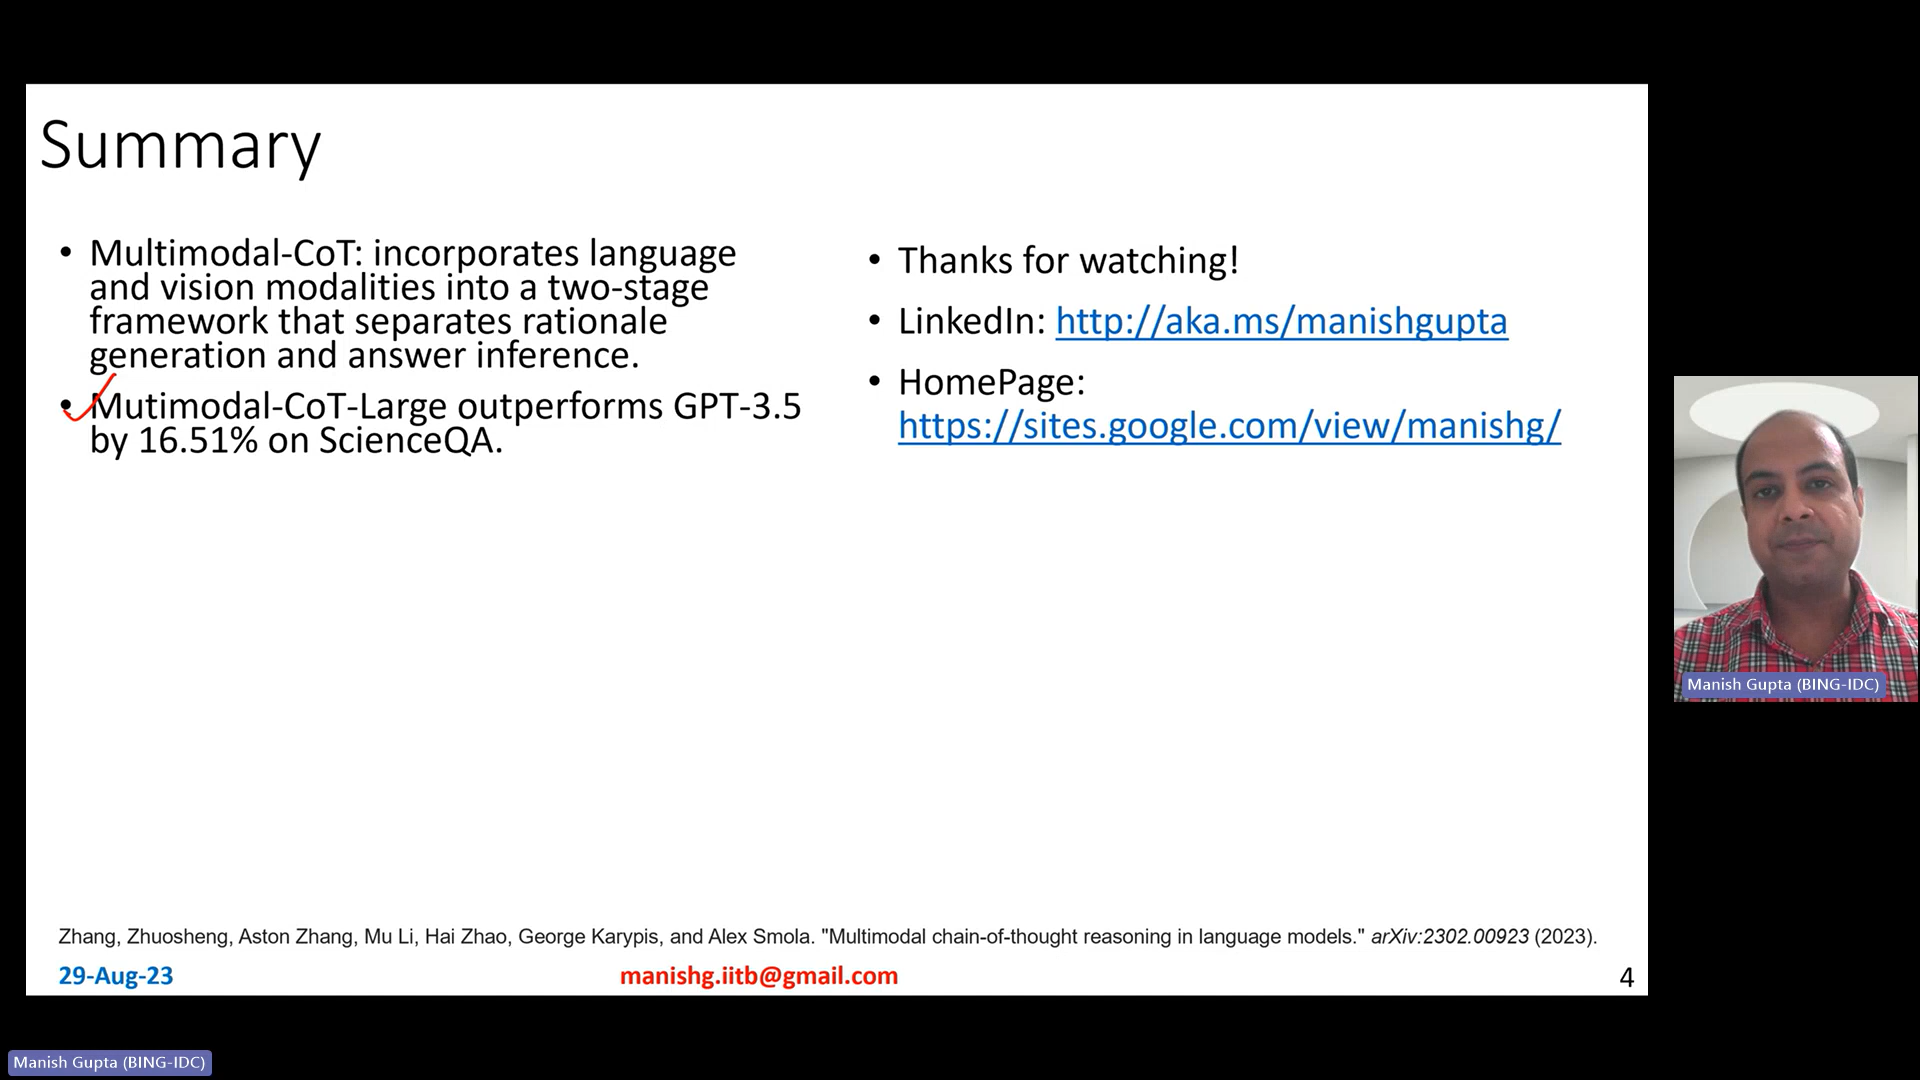 Summary
• Multimodal-CoT: incorporates language
and vision modalities into a two-stage
framework that separates rationale
generation and answer inference.
• Mutimodal-CoT-Large outperforms GPT-3.5
by 16.51% on ScienceQA.
• Thanks for watching!
• LinkedIn: http://aka.ms/manishgupta
• HomePage:
https://sites.google.com/view/manishg/
Zhang, Zhuosheng, Aston Zhang, Mu Li, Hai Zhao, George Karypis, and Alex Smola. "Multimodal chain-of-thought reasoning in language models." arXiv:2302.00923 (2023).
29-Aug-23
manishg.iitb@gmail.com
4
Manish Gupta (BING-IDC)
Manish Gupta (BING-IDC)